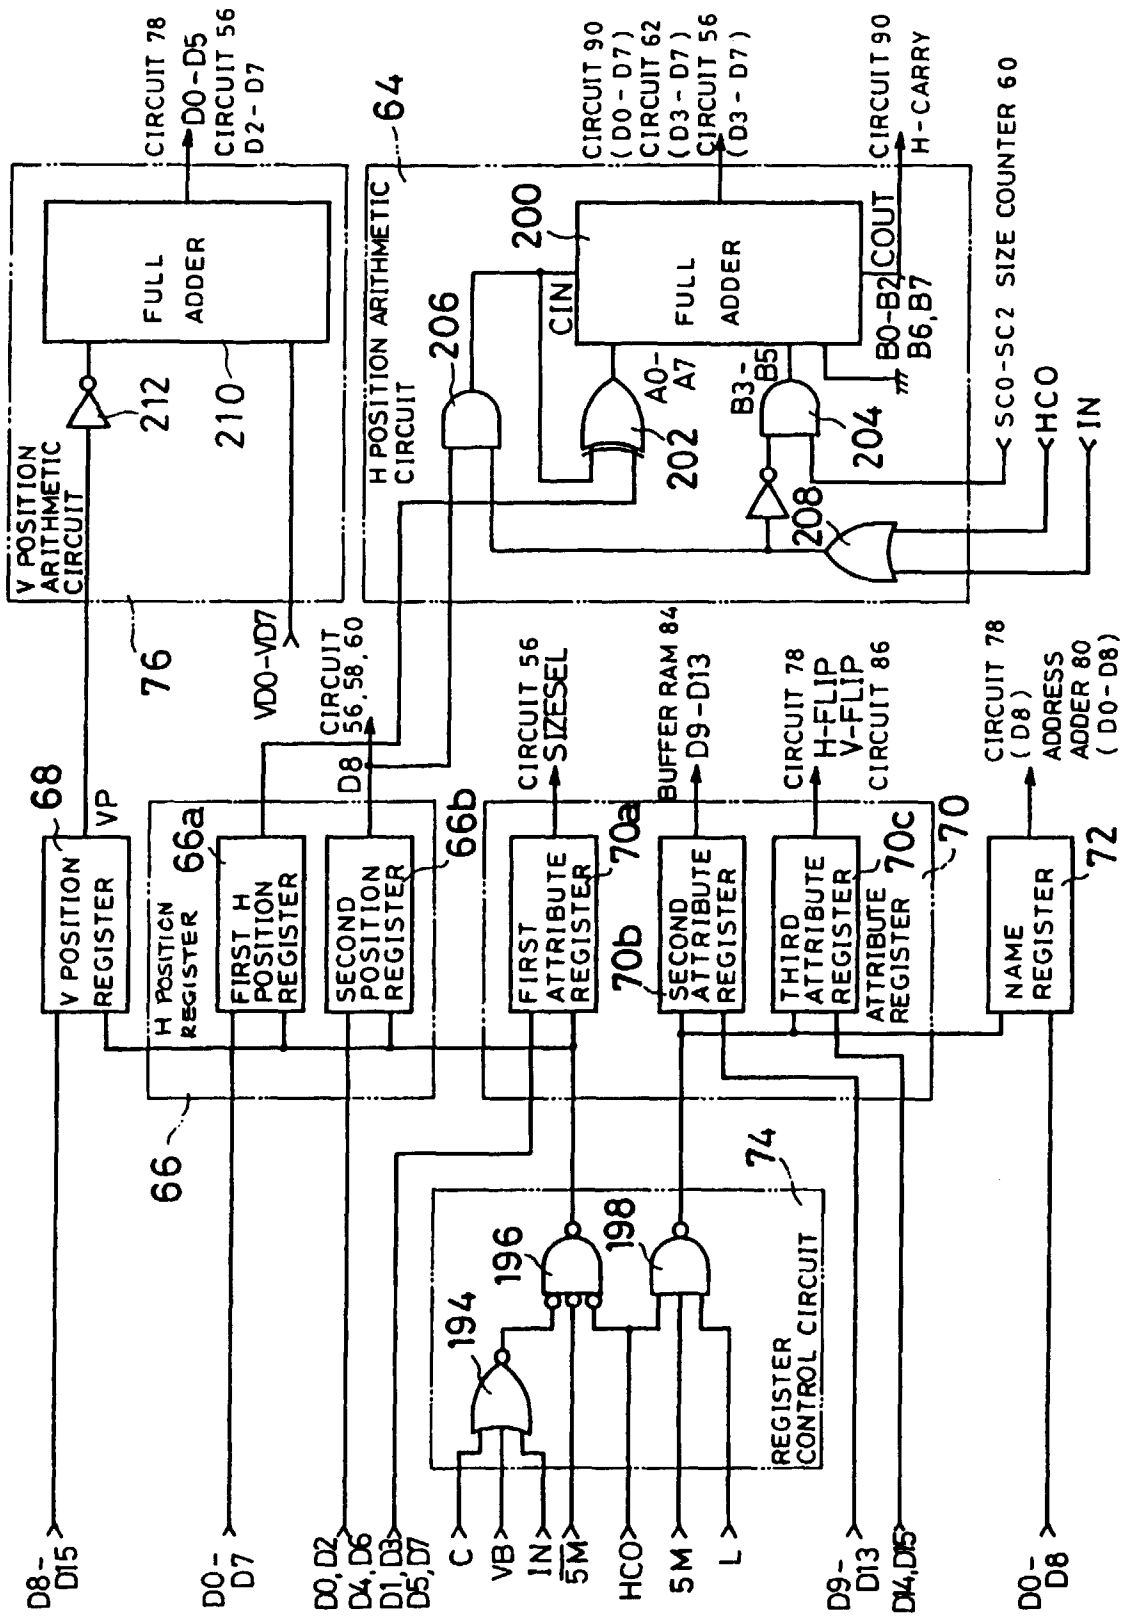 D8-
D15
V POSITION
REGISTER
68
VP
V POSITION
ARITHMETIC
CIRCUIT
76
212
210
FULL
ADDER
VD0-VD7
CIRCUIT 78
D0-D5
CIRCUIT 56
D2-D7
D0-
D7
66
H POSITION
REGISTER
66a
FIRST H
POSITION
REGISTER
D0, D2
D4, D6
SECOND
POSITION
REGISTER
66b
D8
CIRCUIT
56, 58, 60
H POSITION ARITHMETIC
CIRCUIT
64
206
CIN
200
FULL
ADDER
202
A0-
A7
B3-
B5
204
208
COUT
B0-B2
B6, B7
CIRCUIT 90
(D0-D7)
CIRCUIT 62
(D3-D7)
CIRCUIT 56
(D3-D7)
CIRCUIT 90
H-CARRY
SC0-SC2 SIZE COUNTER 60
HCO
IN
D1, D3
D5, D7
FIRST
ATTRIBUTE
REGISTER
70a
CIRCUIT 56
SIZESEL
70b
SECOND
ATTRIBUTE
REGISTER
BUFFER RAM 84
D9-D13
THIRD
ATTRIBUTE
REGISTER
70c
CIRCUIT 78
H-FLIP
V-FLIP
CIRCUIT 86
ATTRIBUTE
REGISTER
70
C
VB
IN
5M
HCO
5M
L
194
196
198
74
REGISTER
CONTROL CIRCUIT
D9-
D13
D14, D15
D0-
D8
NAME
REGISTER
72
CIRCUIT 78
(D8)
ADDRESS
ADDER 80
(D0-D8)